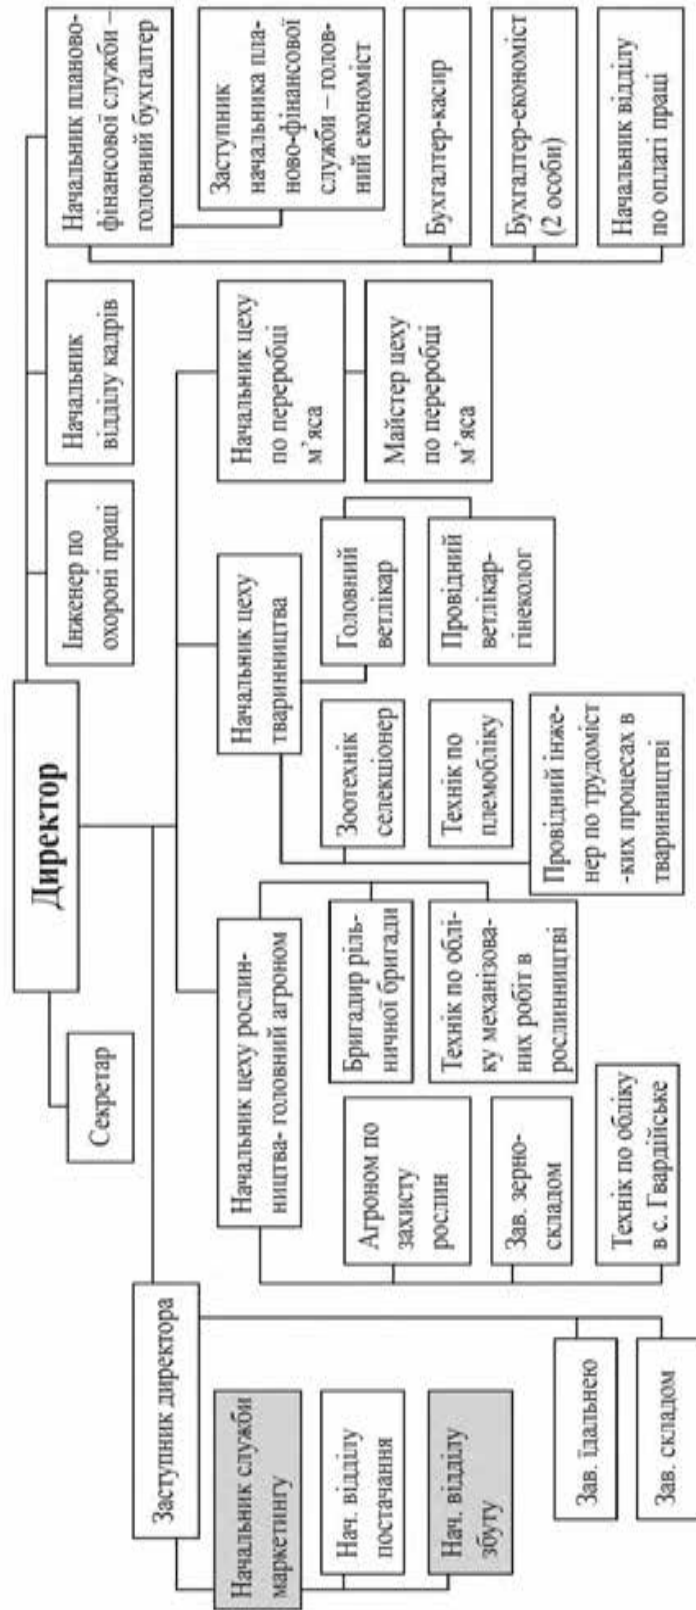 Директор
Секретар
Інженер по
охороні праці
Начальник
відділу кадрів
Начальник планово-
фінансової служби –
головний бухгалтер
Заступник
начальника пла-
ново-фінансової
служби – голов-
ний економіст
Бухгалтер-касир
Бухгалтер-економіст
(2 особи)
Начальник відділу
по оплаті праці
Заступник директора
Начальник служби
маркетингу
Нач. відділу
постачання
Нач. відділу
збуту
Зав. їдальнею
Зав. складом
Начальник цеху рослин-
ництва- головний агроном
Агроном по
захисту
рослин
Зав. зерно-
складом
Технік по обліку
в с. Гвардійське
Бригадир ріль-
ничної бригади
Технік по облі-
ку механізова-
них робіт в
рослинництві
Начальник цеху
тваринництва
Зоотехнік
селекціонер
Технік по
племобліку
Провідний інже-
нер по трудоміст
-ких процесах в
тваринництві
Головний
ветлікар
Провідний
ветлікар-
гінеколог
Начальник цеху
по переробці
м’яса
Майстер цеху
по переробці
м’яса